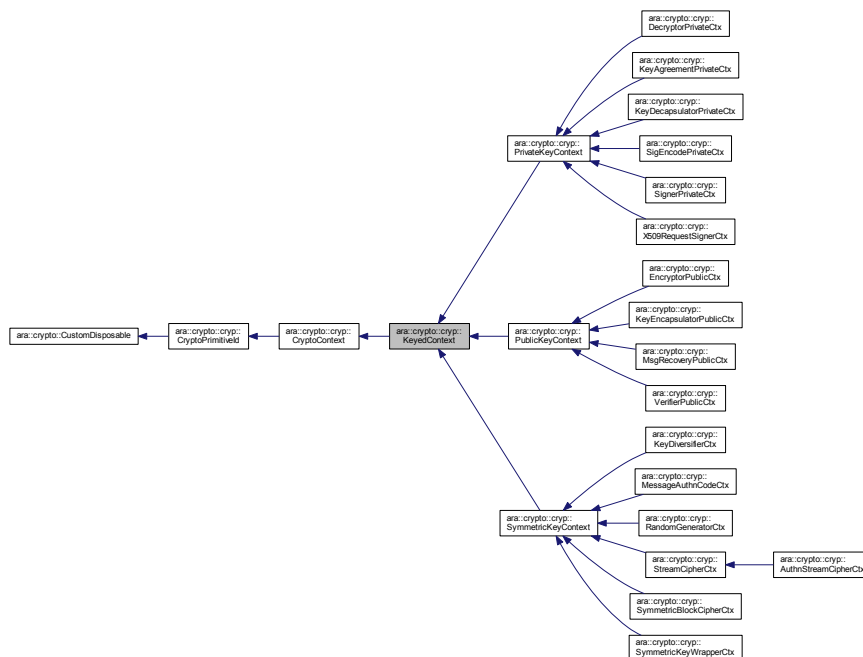 ara::crypto::cryp::
DecryptorPrivateCtx
ara::crypto::cryp::
KeyAgreementPrivateCtx
ara::crypto::cryp::
KeyDecapsulatorPrivateCtx
ara::crypto::cryp::
PrivateKeyContext
ara::crypto::cryp::
SigEncodePrivateCtx
ara::crypto::cryp::
SignerPrivateCtx
ara::crypto::cryp::
X509RequestSignerCtx
ara::crypto::cryp::
EncryptorPublicCtx
ara::crypto::cryp::
KeyEncapsulatorPublicCtx
ara::crypto::CustomDisposable
ara::crypto::cryp::
CryptoPrimitiveId
ara::crypto::cryp::
CryptoContext
ara::crypto::cryp::
KeyedContext
ara::crypto::cryp::
PublicKeyContext
ara::crypto::cryp::
MsgRecoveryPublicCtx
ara::crypto::cryp::
VerifierPublicCtx
ara::crypto::cryp::
KeyDiversifierCtx
ara::crypto::cryp::
MessageAuthnCodeCtx
ara::crypto::cryp::
SymmetricKeyContext
ara::crypto::cryp::
RandomGeneratorCtx
ara::crypto::cryp::
StreamCipherCtx
ara::crypto::cryp::
AuthnStreamCipherCtx
ara::crypto::cryp::
SymmetricBlockCipherCtx
ara::crypto::cryp::
SymmetricKeyWrapperCtx